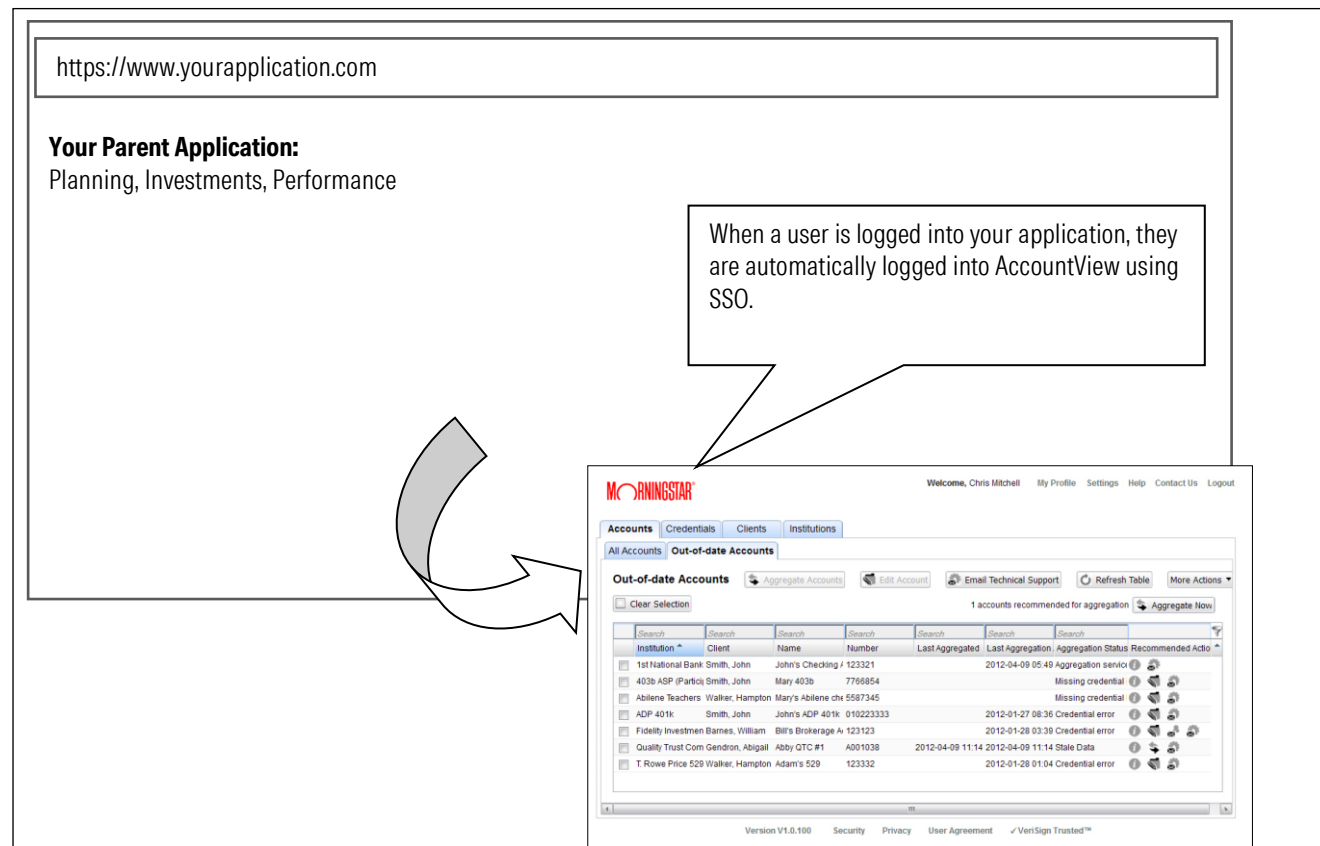 https://www.yourapplication.com
Your Parent Application:
Planning, Investments, Performance
When a user is logged into your application, they
are automatically logged into AccountView using
SSO.
MORNINGSTAR®
Welcome, Chris Mitchell My Profile Settings Help Contact Us Logout
Accounts Credentials Clients Institutions
All Accounts Out-of-date Accounts
Out-of-date Accounts Aggregate Accounts Edit Account Email Technical Support Refresh Table More Actions
Clear Selection 1 accounts recommended for aggregation Aggregate Now
Search Search Search Search Search Search Search
Institution Client Name Number Last Aggregated Last Aggregation Aggregation Status Recommended Actio
1st National Bank Smith, John John's Checking A 123321 2012-04-09 05:49 Aggregation servic
403b ASP (Partici Smith, John Mary 403b 7766854 Missing credential
Abilene Teachers Walker, Hampton Mary's Abilene che 5587345 Missing credential
ADP 401k Smith, John John's ADP 401k 010223333 2012-01-27 08:36 Credential error
Fidelity Investmen Barnes, William Bill's Brokerage A 123123 2012-01-28 03:39 Credential error
Quality Trust Com Gendron, Abigail Abby QTC #1 A001038 2012-04-09 11:14 2012-04-09 11:14 Stale Data
T. Rowe Price 529 Walker, Hampton Adam's 529 123332 2012-01-28 01:04 Credential error
Version V1.0.100 Security Privacy User Agreement ✓VeriSign Trusted™